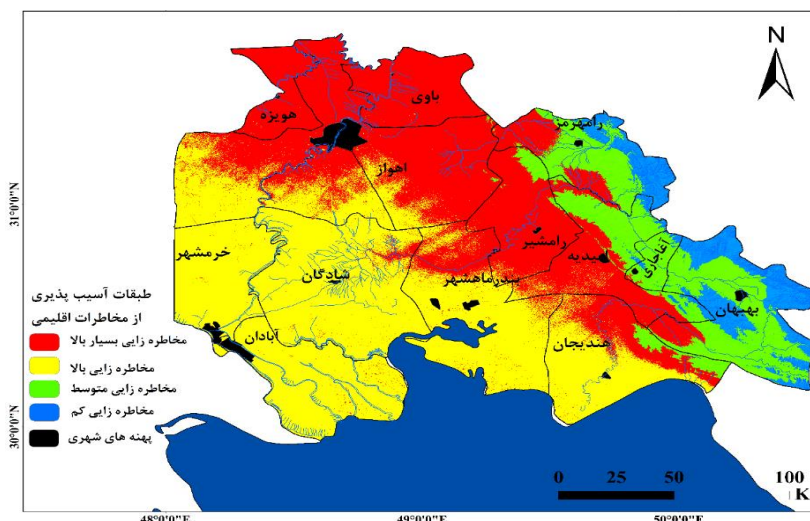 N
باوی
هویزه
رامهرمز
اهواز
31°0'0"N
خرمشهر
شادگان
رامشیر
امیدیه
آغاجاری
بندرماهشهر
بهبهان
آبادان
هندیجان
طبقات آسیب پذیری
از مخاطرات اقلیمی
مخاطره زایی بسیار بالا
مخاطره زایی بالا
مخاطره زایی متوسط
مخاطره زایی کم
پهنه های شهری
30°0'0"N
0 25 50 100
K
48°0'0"E 49°0'0"E 50°0'0"E